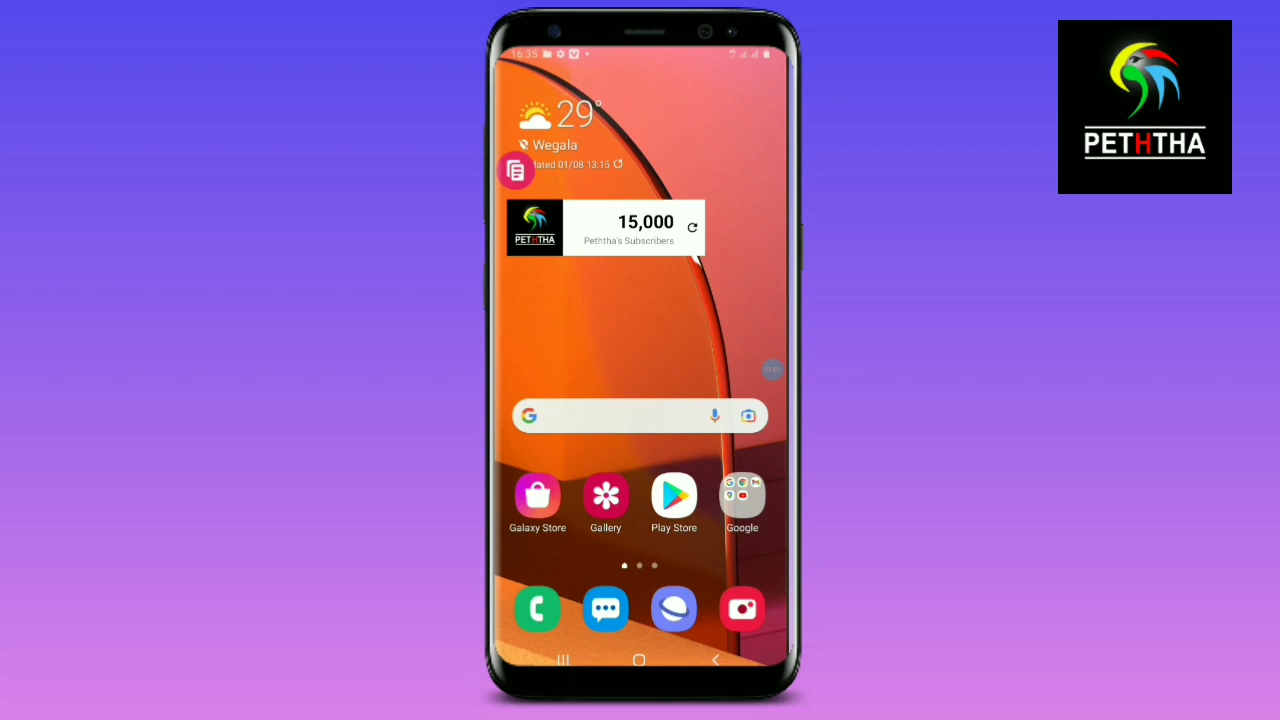 PETHTHA
16:35
29°
Wegala
ated 01/08 13:15
15,000
PETHTHA
Peththa's Subscribers
Galaxy Store
Gallery
Play Store
Google